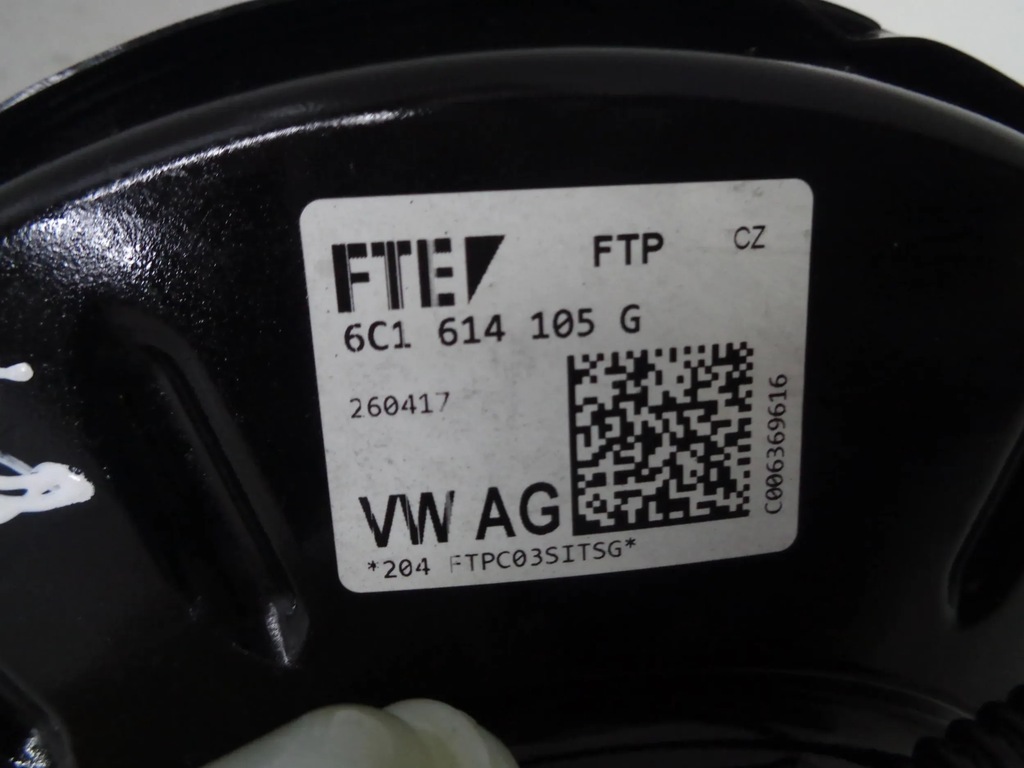 FTE FTP CZ
6C1 614 105 G
260417
C006369616
VW AG
*204 FTPC03SITSG*